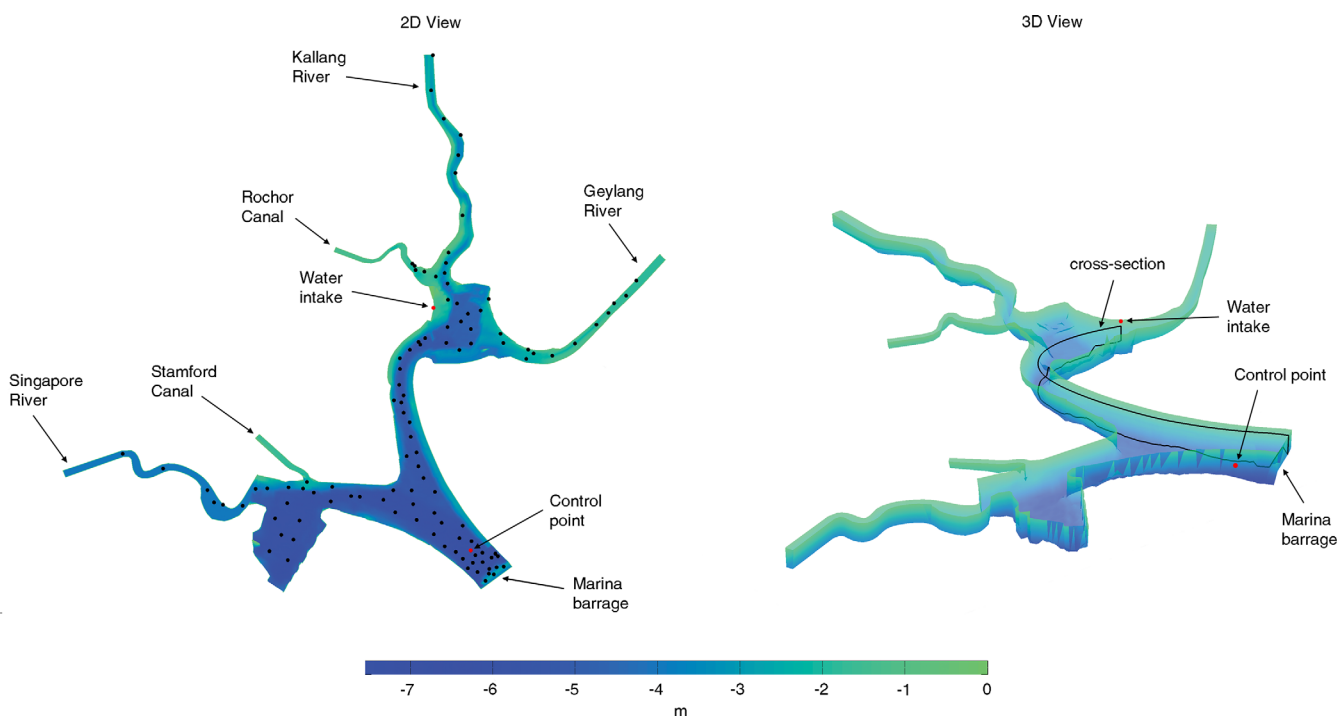 2D View
3D View
Kallang
River
Rochor
Canal
Geylang
River
Water
intake
Stamford
Canal
Singapore
River
Control
point
Marina
barrage
cross-section
Water
intake
Control point
Marina
barrage
-7 -6 -5 -4 -3 -2 -1 0
m